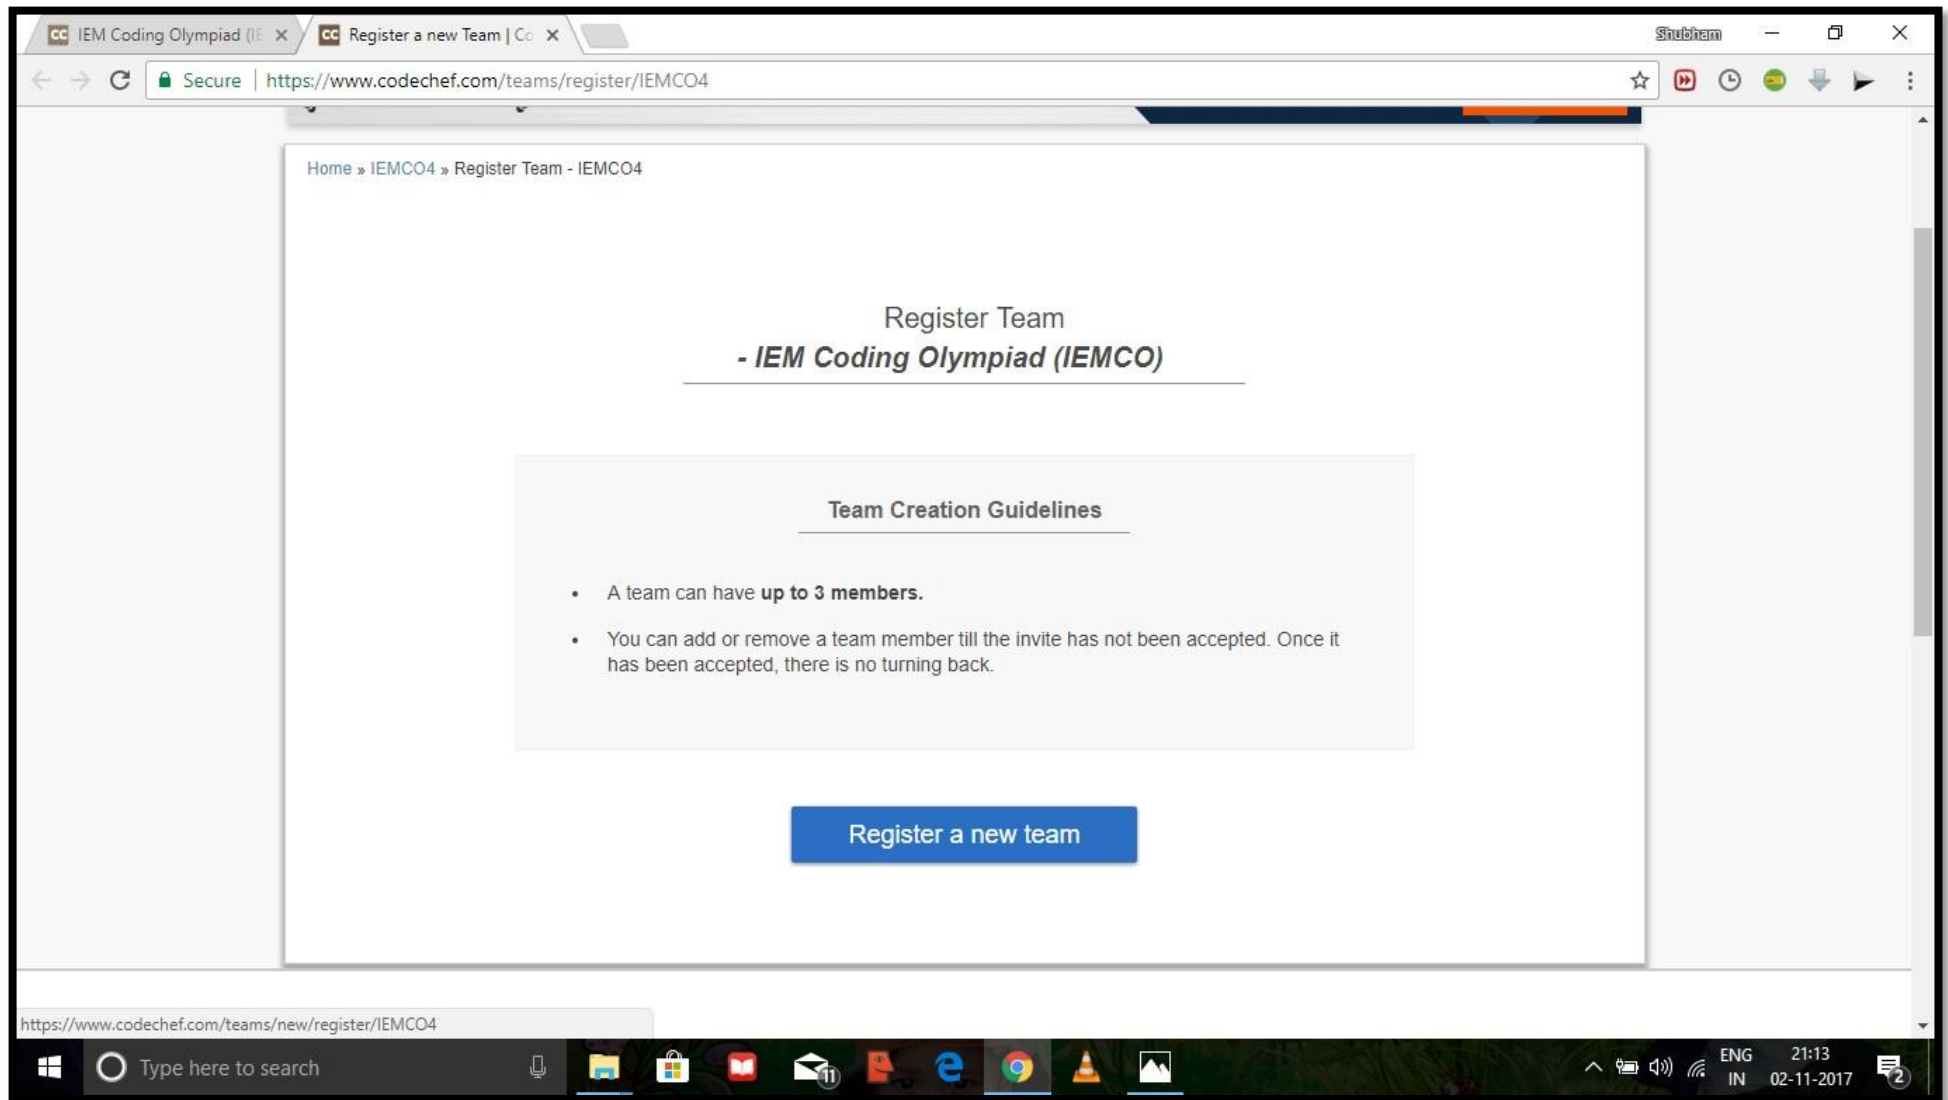 IEM Coding Olympiad (IE
Register a new Team | Co
Shubham
Secure | https://www.codechef.com/teams/register/IEMCO4
Home » IEMCO4 » Register Team - IEMCO4
Register Team
- IEM Coding Olympiad (IEMCO)
Team Creation Guidelines
• A team can have up to 3 members.
• You can add or remove a team member till the invite has not been accepted. Once it
has been accepted, there is no turning back.
Register a new team
https://www.codechef.com/teams/new/register/IEMCO4
Type here to search
11
ENG
IN
21:13
02-11-2017
2